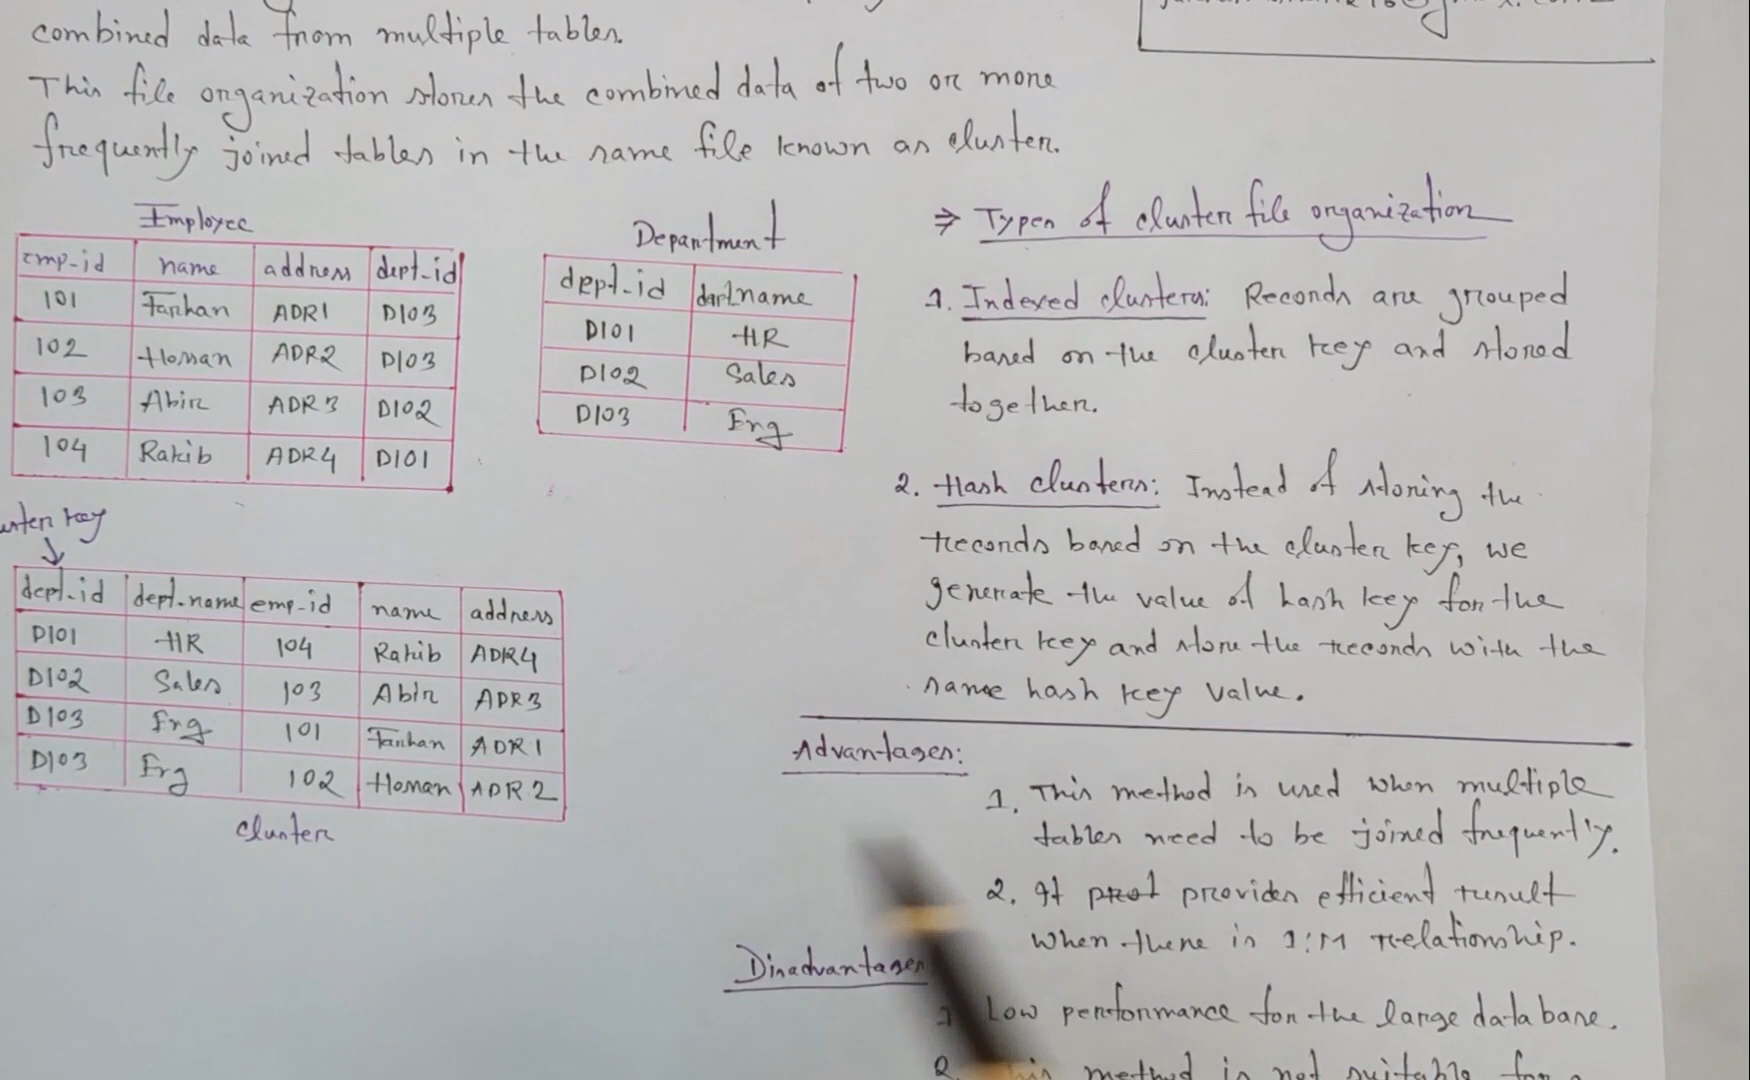 combined data from multiple tables.
This file organization stores the combined data of two or more
frequently joined tables in the same file known as cluster.
Employee
emp-id name address dept-id
101 Farhan ADR1 D103
102 Homan ADR2 D103
103 Abir ADR3 D102
104 Rakib ADR4 D101
Department
dept-id
D101 HR
D102 Sales
D103 Eng
key
dept-id dept-name emp-id name address
D101 HR 104 Rakib ADR4
D102 Sales 103 Abir ADR3
D103 Eng 101 Farhan ADR1
D103 Eng 102 Homan ADR2
cluster
⇒ Types of cluster file organization
1. Indexed clusters: Records are grouped
based on the cluster key and stored
together.
2. Hash clusters: Instead of storing the
records based on the cluster key, we
generate the value of hash key for the
cluster key and store the records with the
same hash key value.
Advantages:
1. This method is used when multiple
tables need to be joined frequently.
2. It provides efficient result
when there is 1:M relationship.
Disadvantages
Low performance for the large database.
2 method is not suitable for